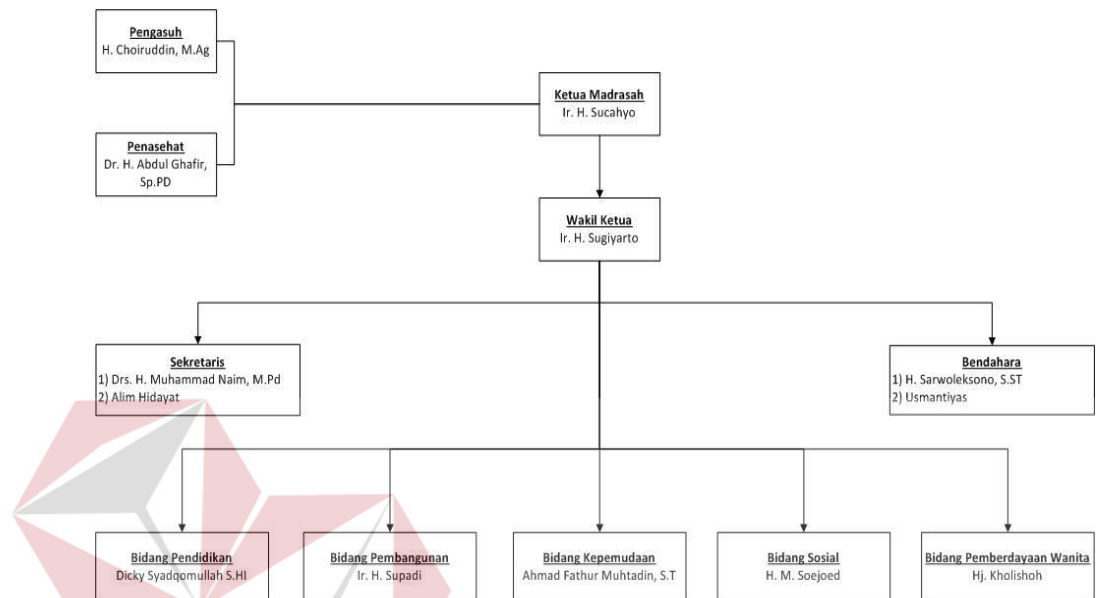 Pengasuh
H. Choiruddin, M.Ag
Ketua Madrasah
Ir. H. Sucahyo
Penasehat
Dr. H. Abdul Ghafir,
Sp.PD
Wakil Ketua
Ir. H. Sugiyarto
Sekretaris
1) Drs. H. Muhammad Naim, M.Pd
2) Alim Hidayat
Bendahara
1) H. Sarwoleksono, S.ST
2) Usmantiyas
Bidang Pendidikan
Dicky Syadqomullah S.HI
Bidang Pembangunan
Ir. H. Supadi
Bidang Kepemudaan
Ahmad Fathur Muhtadin, S.T
Bidang Sosial
H. M. Soejoed
Bidang Pemberdayaan Wanita
Hj. Kholishoh